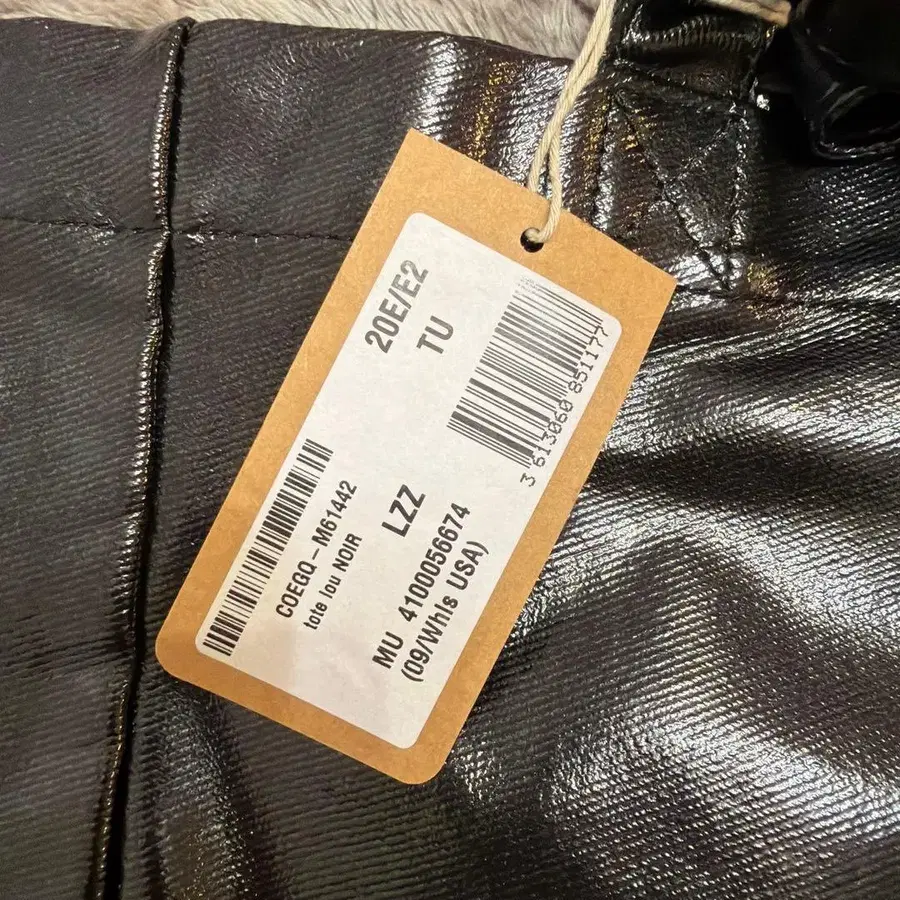 20E/E2
TU
3 613060 851177
COEGQ - M61442
tote lou NOIR
LZZ
MU 4100056674
(09/Whls USA)